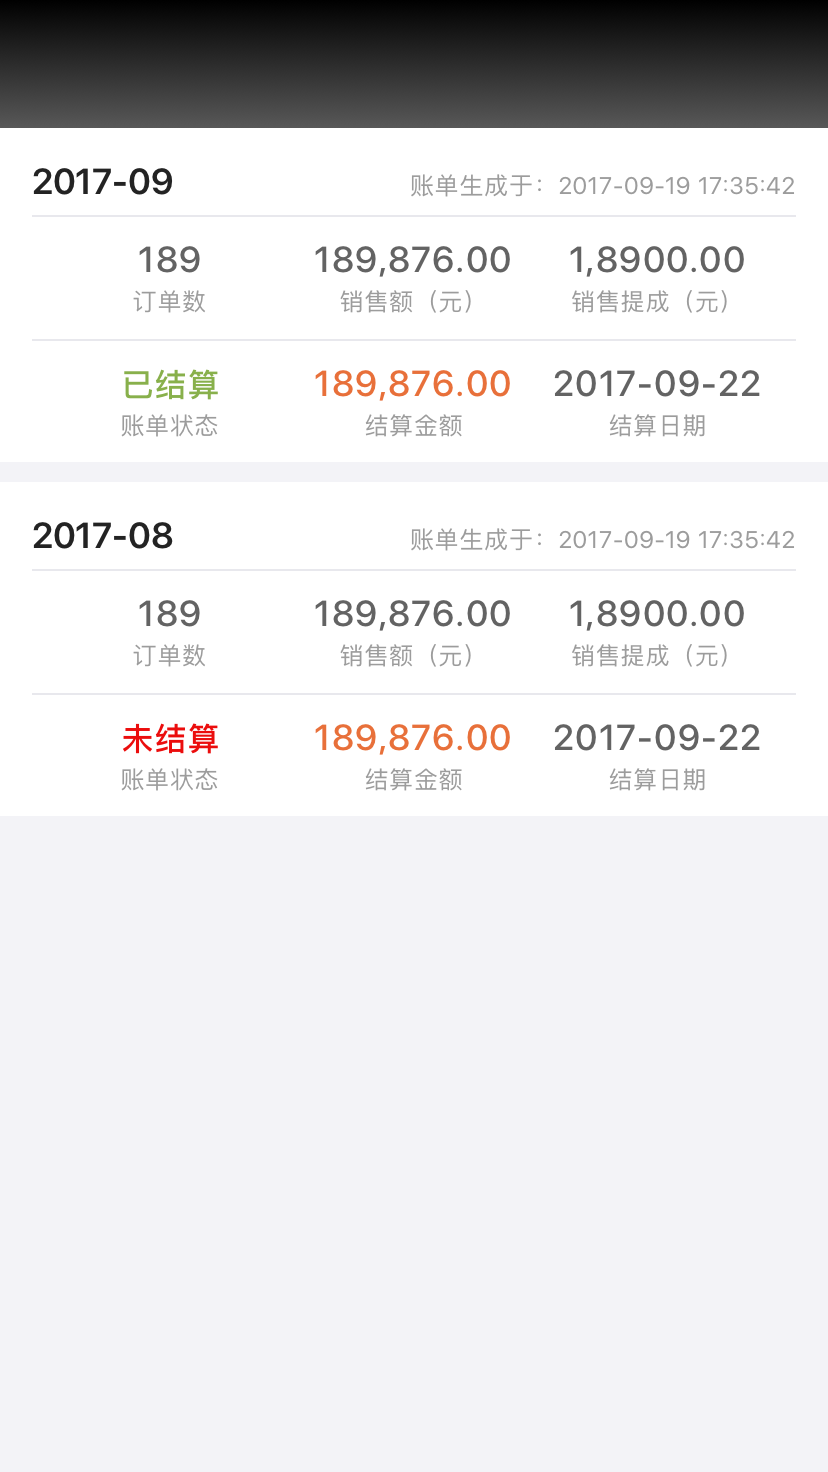 2017-09 账单生成于：2017-09-19 17:35:42
189 189,876.00 1,8900.00
订单数 销售额（元） 销售提成（元）
已结算 189,876.00 2017-09-22
账单状态 结算金额 结算日期
2017-08 账单生成于：2017-09-19 17:35:42
189 189,876.00 1,8900.00
订单数 销售额（元） 销售提成（元）
未结算 189,876.00 2017-09-22
账单状态 结算金额 结算日期